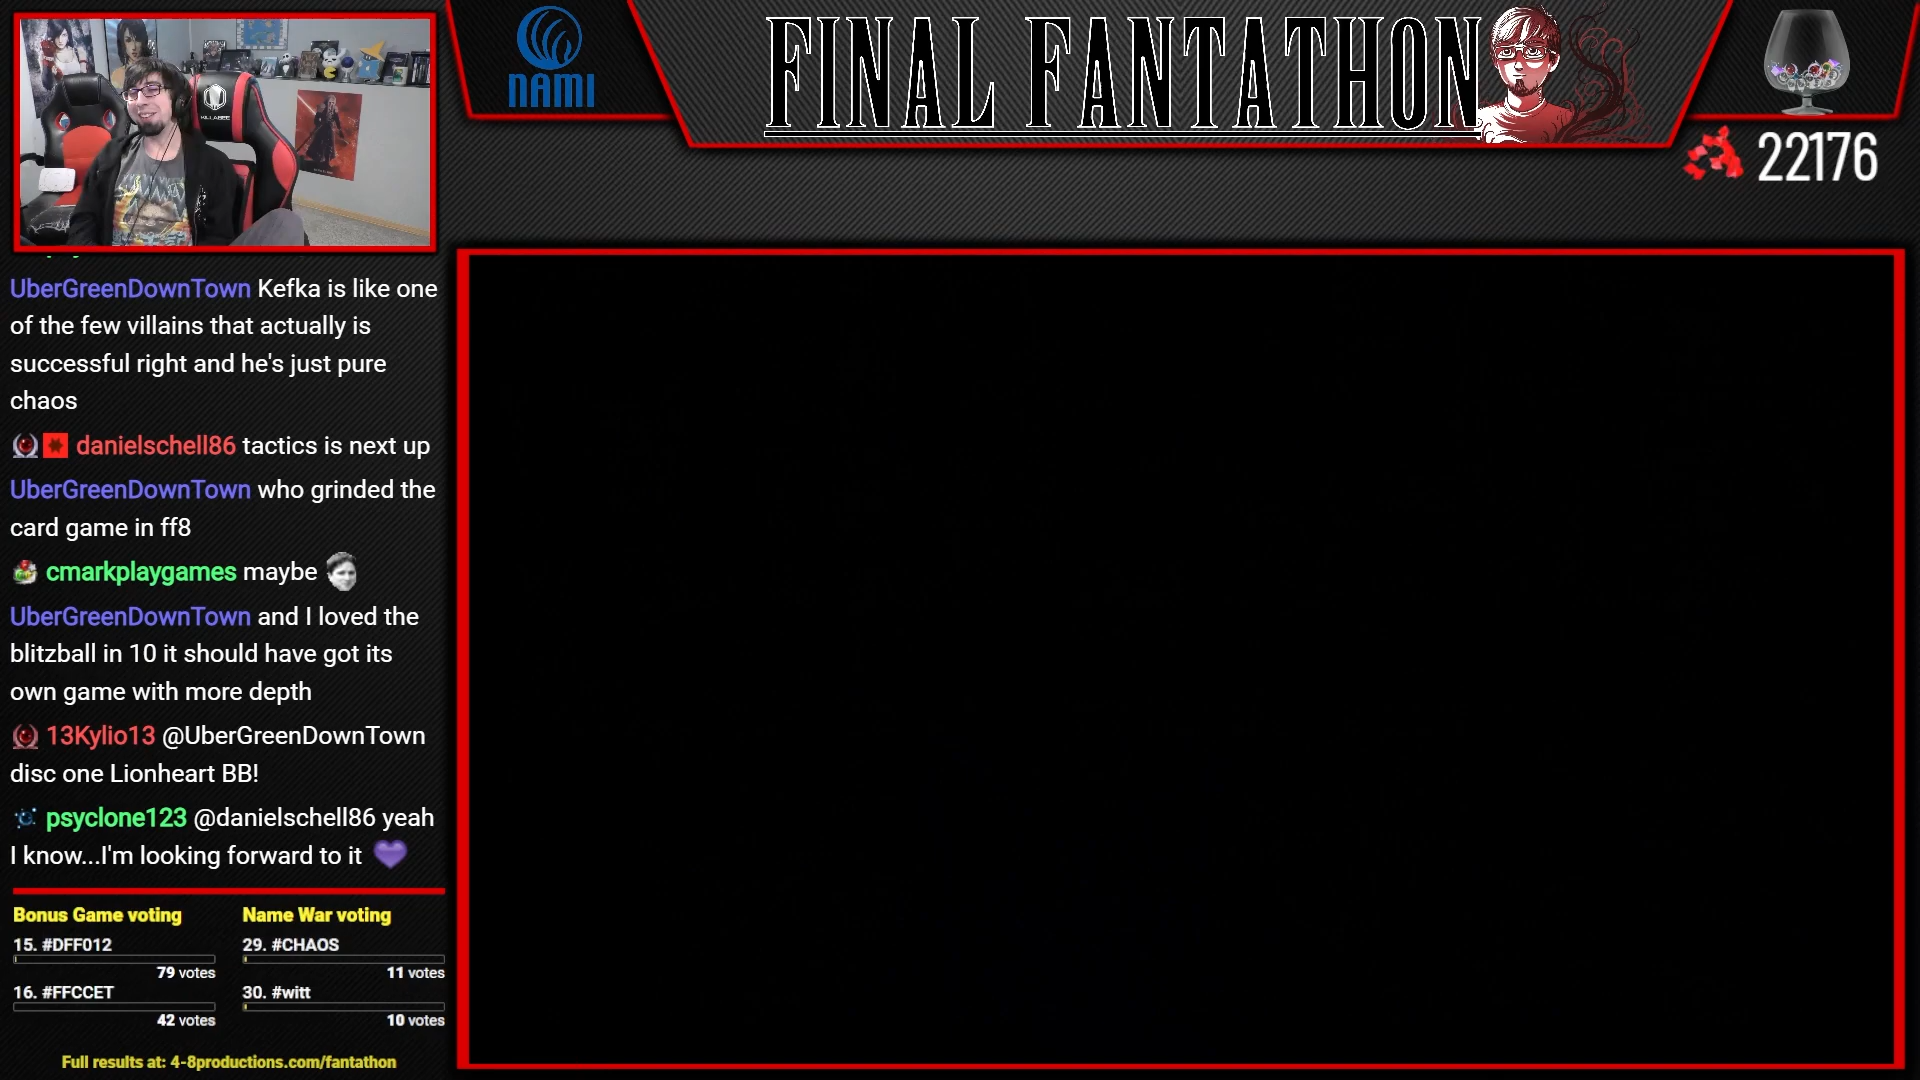 NAMI
FINAL FANTATHON
22176
KILLABEE
UberGreenDownTown Kefka is like one
of the few villains that actually is
successful right and he's just pure
chaos
danielschell86 tactics is next up
UberGreenDownTown who grinded the
card game in ff8
cmarkplaygames maybe
UberGreenDownTown and I loved the
blitzball in 10 it should have got its
own game with more depth
13Kylio13 @UberGreenDownTown
disc one Lionheart BB!
psyclone123 @danielschell86 yeah
I know...I'm looking forward to it
Bonus Game voting
15. #DFF012
79 votes
16. #FFCCET
42 votes
Name War voting
29. #CHAOS
11 votes
30. #witt
10 votes
Full results at: 4-8productions.com/fantathon